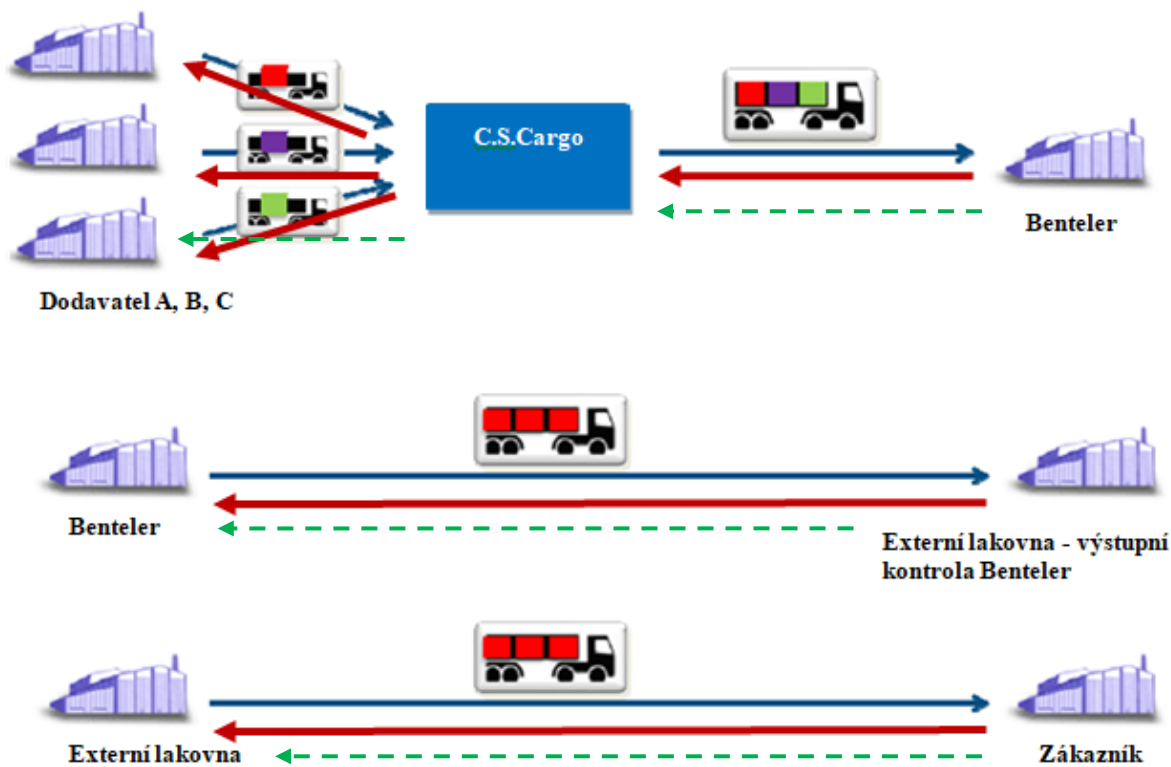 C.S.Cargo
Benteler
Dodavatel A, B, C
Benteler
Externí lakovna - výstupní
kontrola Benteler
Externí lakovna
Zákazník